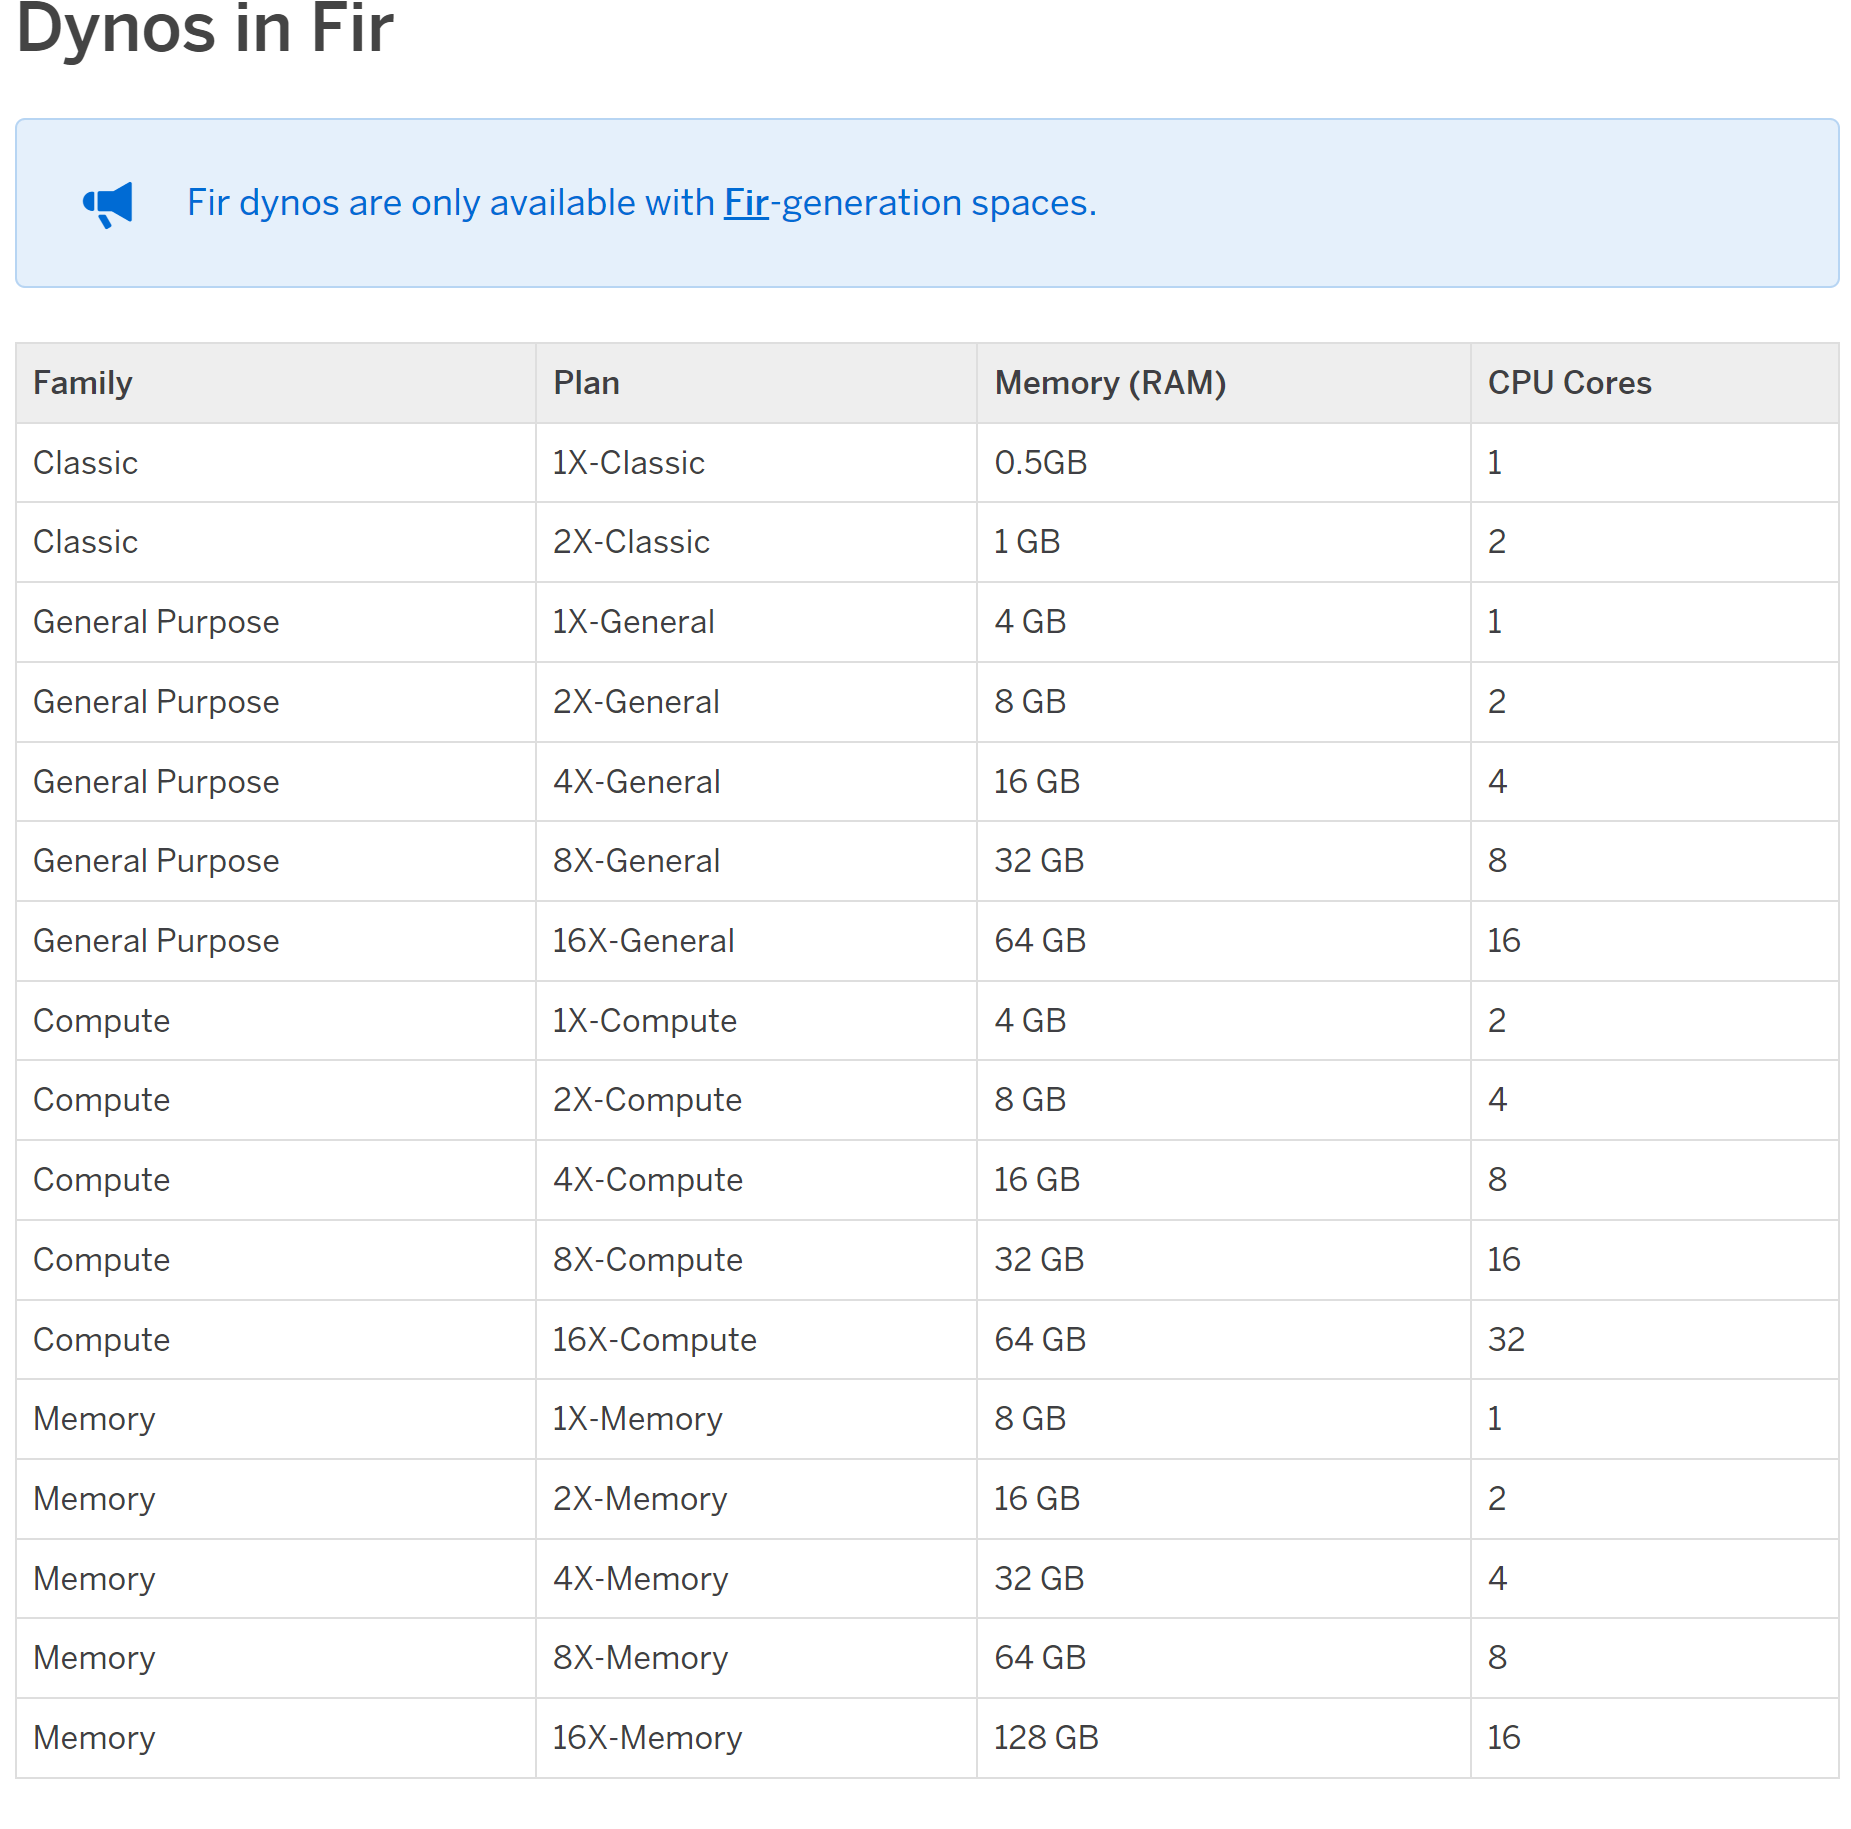 Dynos in Fir
Fir dynos are only available with Fir-generation spaces.
Family Plan Memory (RAM) CPU Cores
Classic 1X-Classic 0.5GB 1
Classic 2X-Classic 1 GB 2
General Purpose 1X-General 4 GB 1
General Purpose 2X-General 8 GB 2
General Purpose 4X-General 16 GB 4
General Purpose 8X-General 32 GB 8
General Purpose 16X-General 64 GB 16
Compute 1X-Compute 4 GB 2
Compute 2X-Compute 8 GB 4
Compute 4X-Compute 16 GB 8
Compute 8X-Compute 32 GB 16
Compute 16X-Compute 64 GB 32
Memory 1X-Memory 8 GB 1
Memory 2X-Memory 16 GB 2
Memory 4X-Memory 32 GB 4
Memory 8X-Memory 64 GB 8
Memory 16X-Memory 128 GB 16